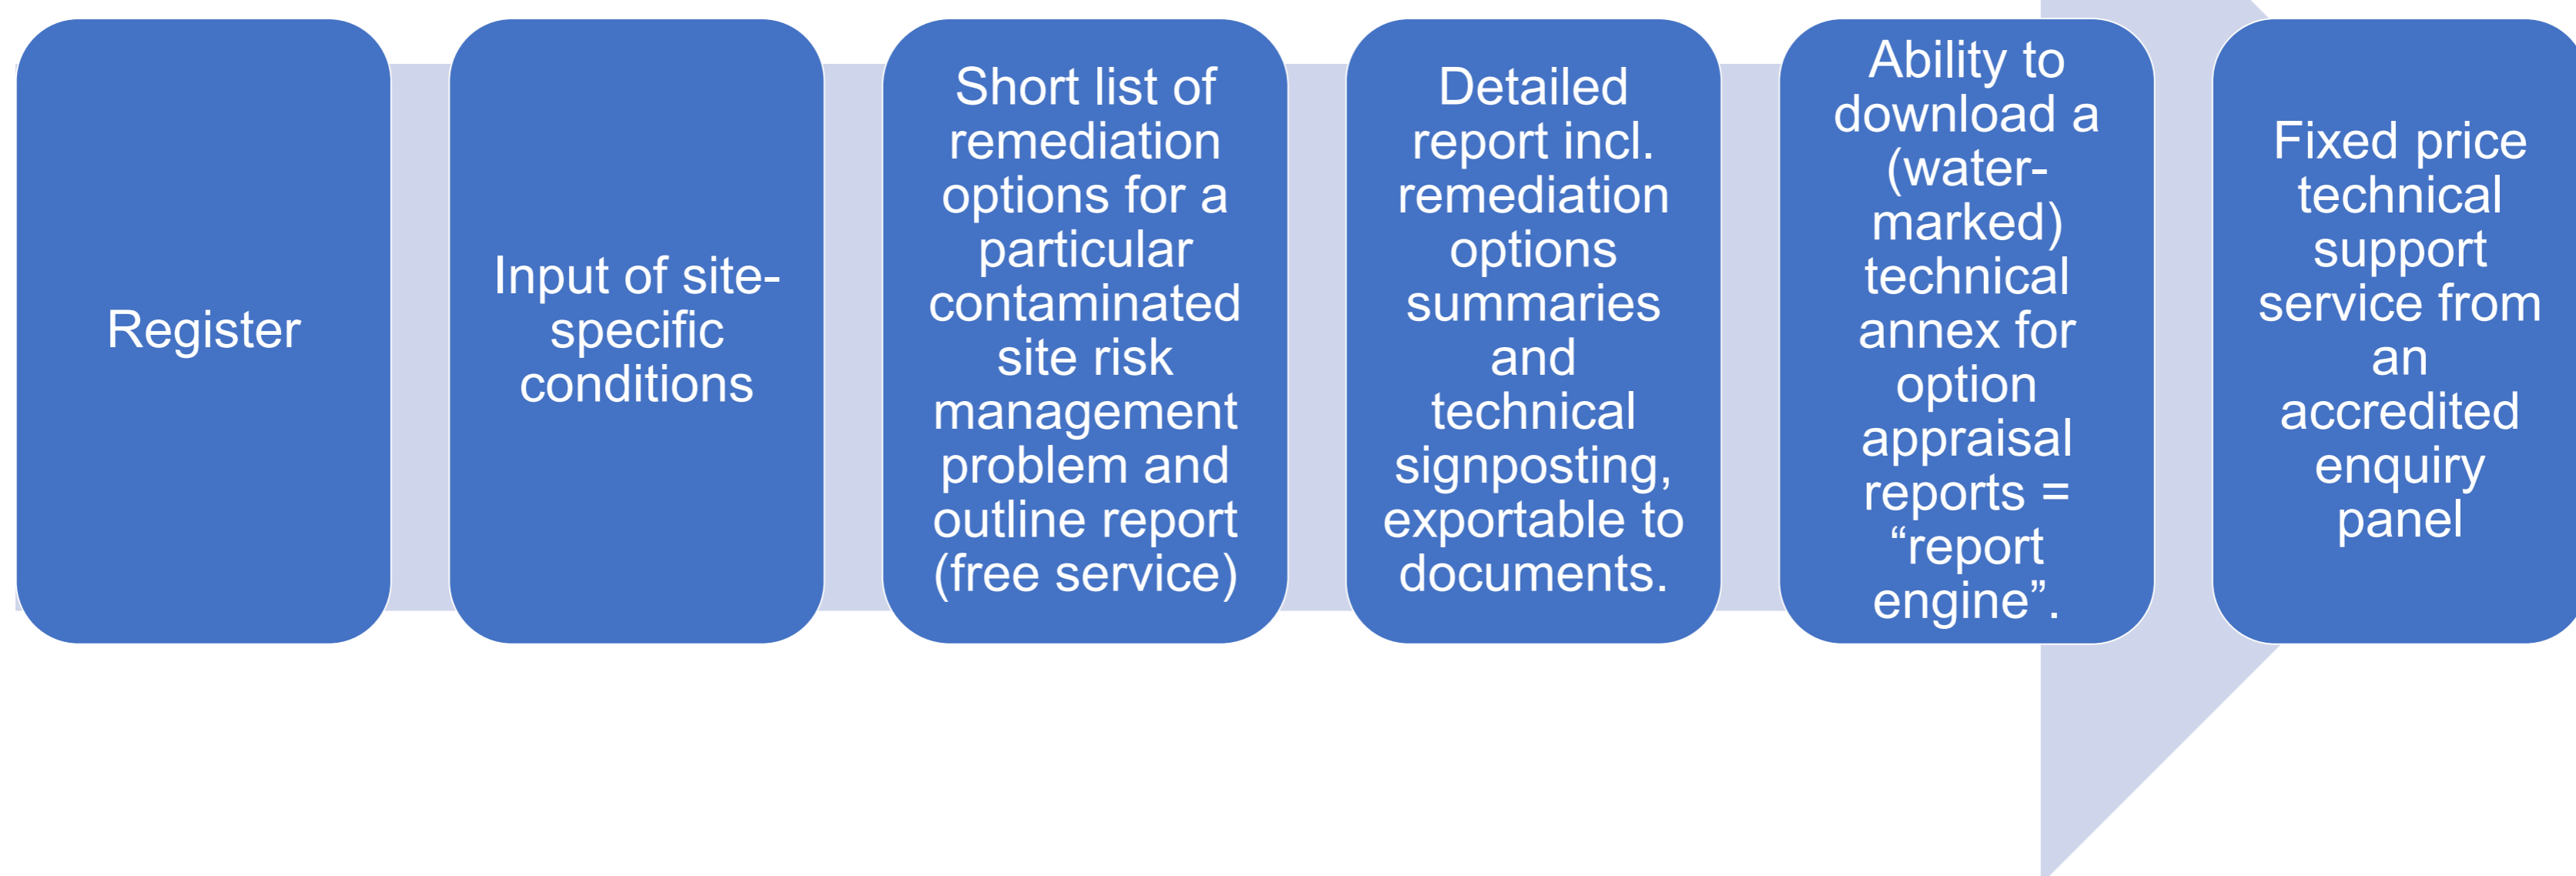 Register
Input of site-
specific
conditions
Short list of
remediation
options for a
particular
contaminated
site risk
management
problem and
outline report
(free service)
Detailed
report incl.
remediation
options
summaries
and
technical
signposting,
exportable to
documents.
Ability to
download a
(water-
marked)
technical
annex for
option
appraisal
reports =
“report
engine”.
Fixed price
technical
support
service from
an
accredited
enquiry
panel